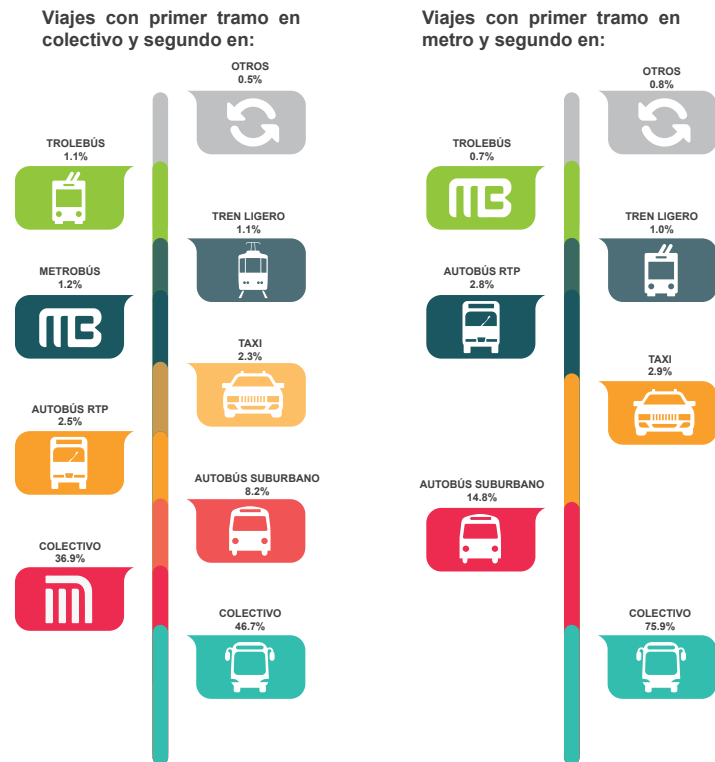 Viajes con primer tramo en
colectivo y segundo en:
OTROS
0.5%
TROLEBÚS
1.1%
TREN LIGERO
1.1%
METROBÚS
1.2%
TAXI
2.3%
AUTOBÚS RTP
2.5%
AUTOBÚS SUBURBANO
8.2%
COLECTIVO
36.9%
COLECTIVO
46.7%
Viajes con primer tramo en
metro y segundo en:
OTROS
0.8%
TROLEBÚS
0.7%
TREN LIGERO
1.0%
AUTOBÚS RTP
2.8%
TAXI
2.9%
AUTOBÚS SUBURBANO
14.8%
COLECTIVO
75.9%